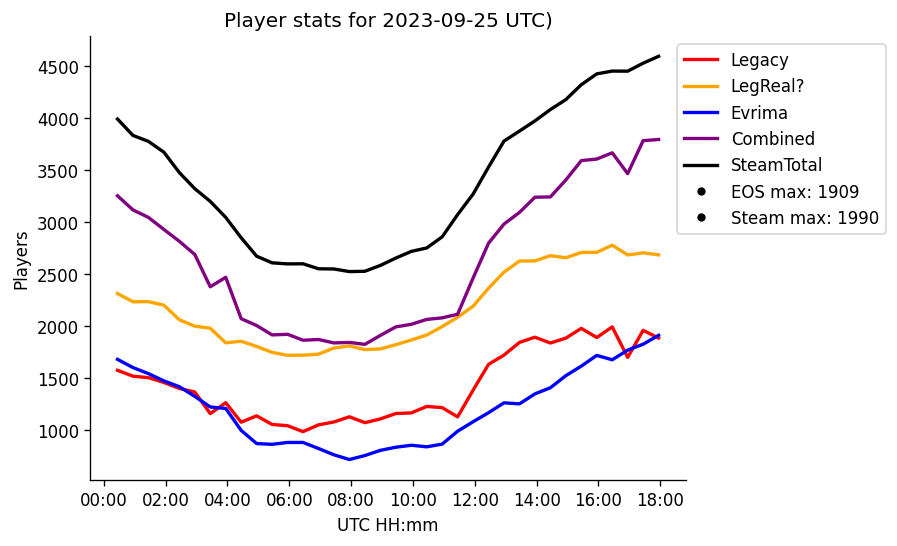 Player stats for 2023-09-25 UTC)
4500
4000
3500
3000
2500
2000
1500
1000
Players
00:00 02:00 04:00 06:00 08:00 10:00 12:00 14:00 16:00 18:00
UTC HH:mm
Legacy
LegReal?
Evrima
Combined
SteamTotal
EOS max: 1909
Steam max: 1990